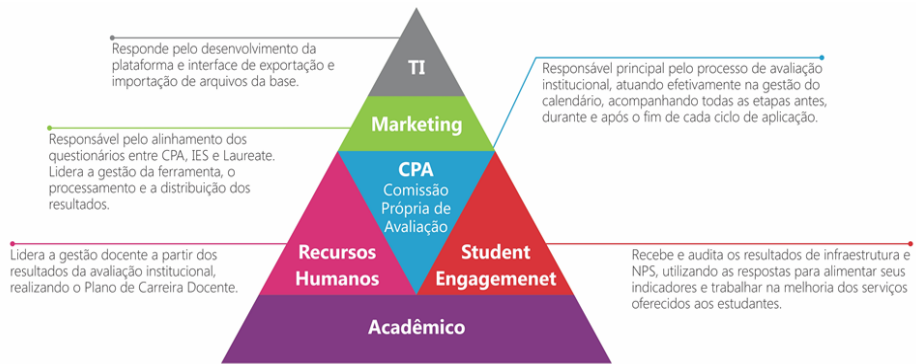 Responde pelo desenvolvimento da
plataforma e interface de exportação e
importação de arquivos da base.
TI
Responsável principal pelo processo de avaliação
institucional, atuando efetivamente na gestão do
calendário, acompanhando todas as etapas antes,
durante e após o fim de cada ciclo de aplicação.
Marketing
Responsável pelo alinhamento dos
questionários entre CPA, IES e Laureate.
Lidera a gestão da ferramenta, o
processamento e a distribuição dos
resultados.
CPA
Comissão
Própria de
Avaliação
Lidera a gestão docente a partir dos
resultados da avaliação institucional,
realizando o Plano de Carreira Docente.
Recursos
Humanos
Student
Engagemenet
Recebe e audita os resultados de infraestrutura e
NPS, utilizando as respostas para alimentar seus
indicadores e trabalhar na melhoria dos serviços
oferecidos aos estudantes.
Acadêmico